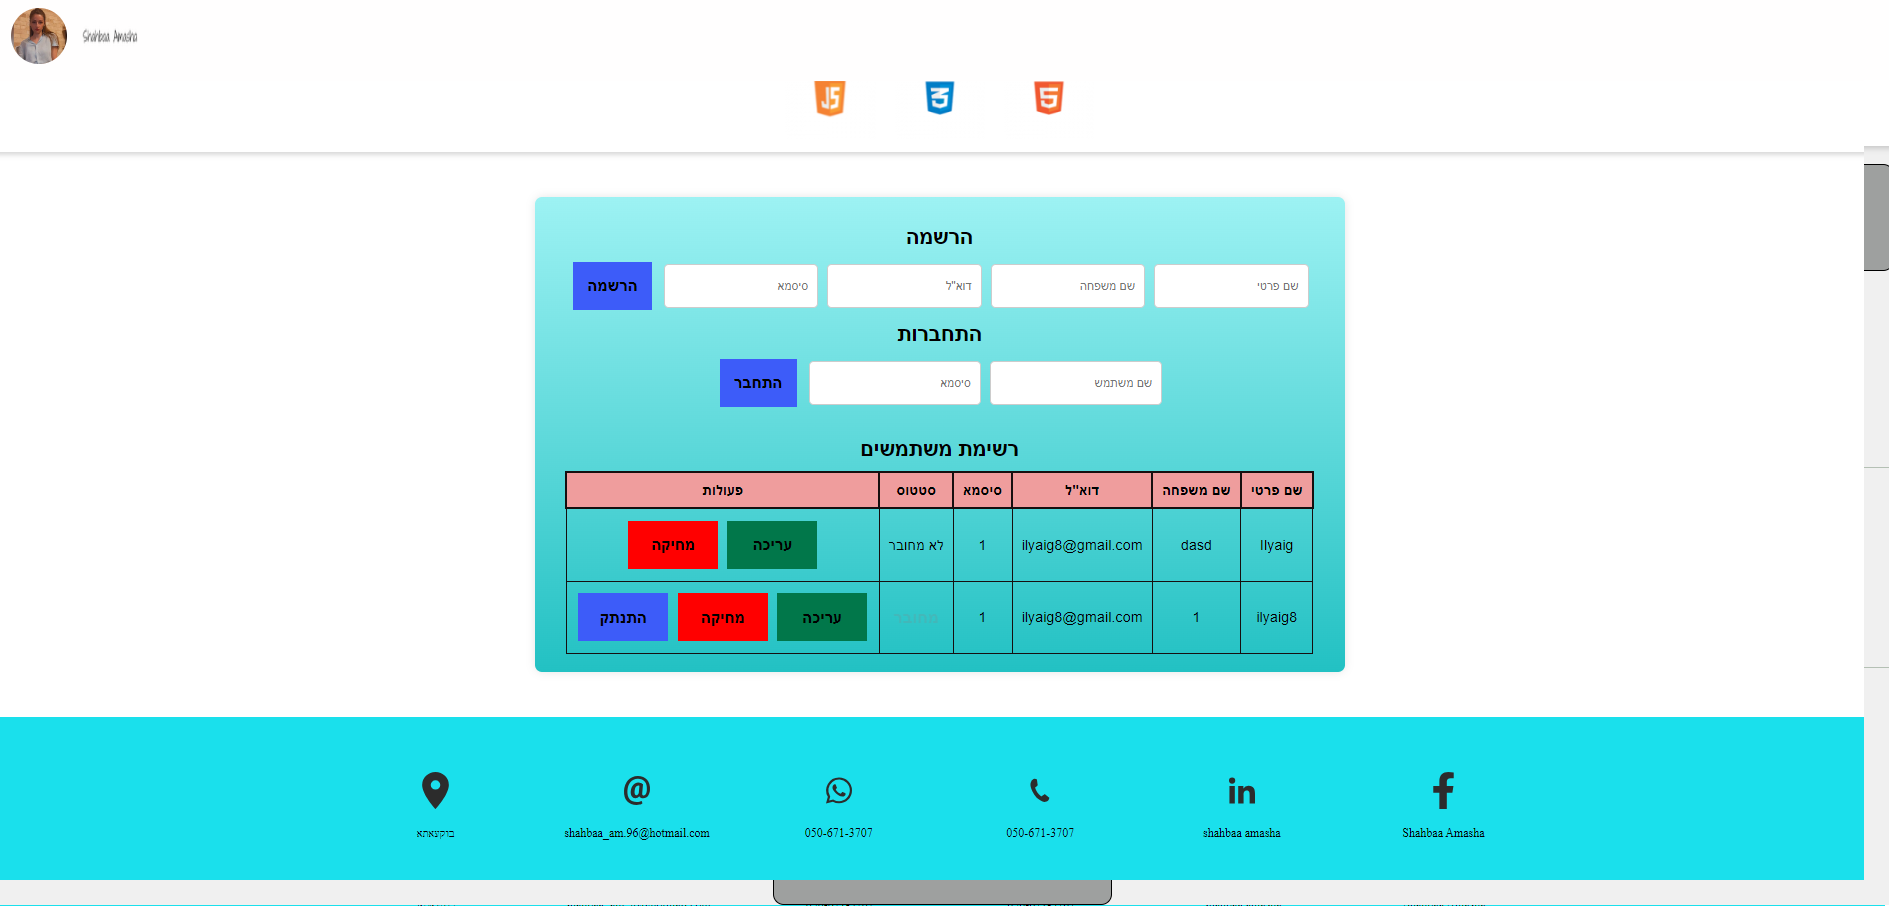 Shahbaa Amasha
הרשמה
שם פרטי שם משפחה דוא"ל סיסמא הרשמה
התחברות
שם משתמש סיסמא התחבר
רשימת משתמשים
שם פרטי שם משפחה דוא"ל סיסמא סטטוס פעולות
Ilyaig dasd ilyaig8@gmail.com 1 לא מחובר עריכה מחיקה
ilyaig8 1 ilyaig8@gmail.com 1 מחובר עריכה מחיקה התנתק
בוקעאתא shahbaa_am.96@hotmail.com 050-671-3707 050-671-3707 shahbaa amasha Shahbaa Amasha